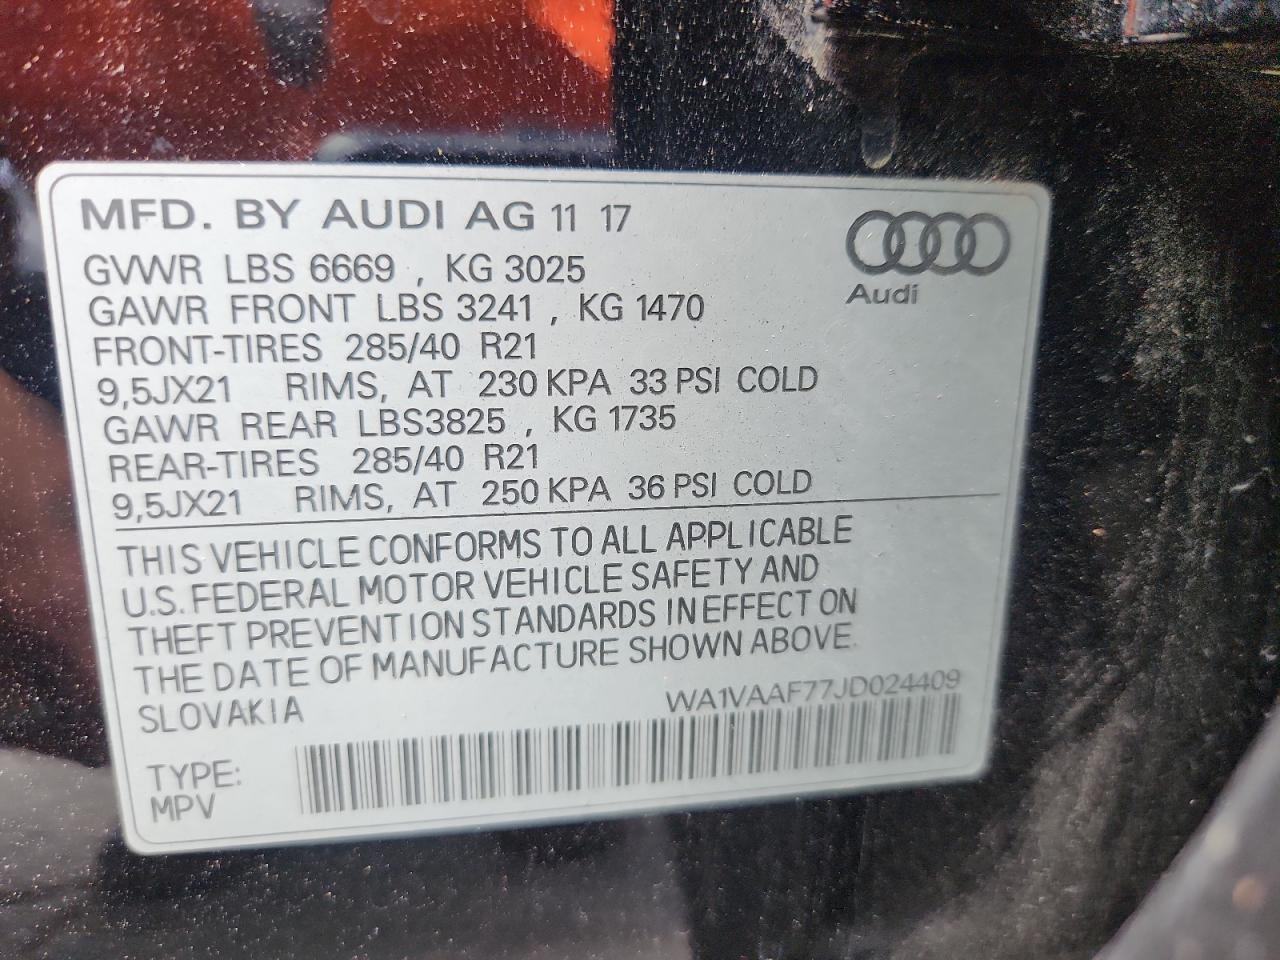 MFD. BY AUDI AG 11 17
GVWR LBS 6669 , KG 3025
GAWR FRONT LBS 3241 , KG 1470
FRONT-TIRES 285/40 R21
9,5JX21 RIMS, AT 230 KPA 33 PSI COLD
GAWR REAR LBS3825 , KG 1735
REAR-TIRES 285/40 R21
9,5JX21 RIMS, AT 250 KPA 36 PSI COLD
Audi
THIS VEHICLE CONFORMS TO ALL APPLICABLE
U.S. FEDERAL MOTOR VEHICLE SAFETY AND
THEFT PREVENTION STANDARDS IN EFFECT ON
THE DATE OF MANUFACTURE SHOWN ABOVE.
SLOVAKIA
WA1VAAF77JD024409
TYPE:
MPV